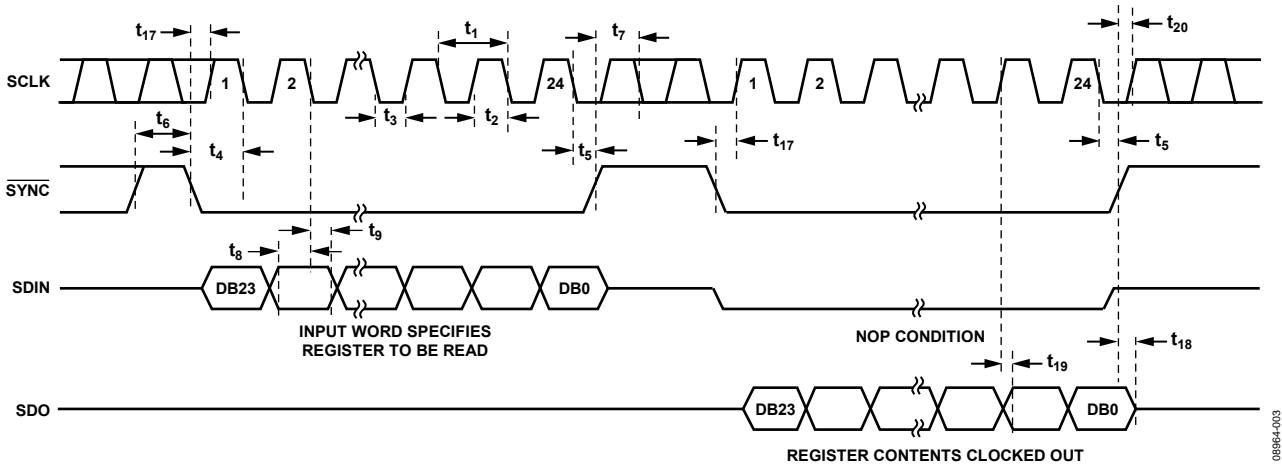 t17
t1
t7
t20
SCLK
1
2
24
1
2
24
t6
t4
t3
t2
t5
t17
t5
SYNC
t8
t9
SDIN
DB23
DB0
INPUT WORD SPECIFIES
REGISTER TO BE READ
NOP CONDITION
t19
t18
SDO
DB23
DB0
REGISTER CONTENTS CLOCKED OUT
08964-003